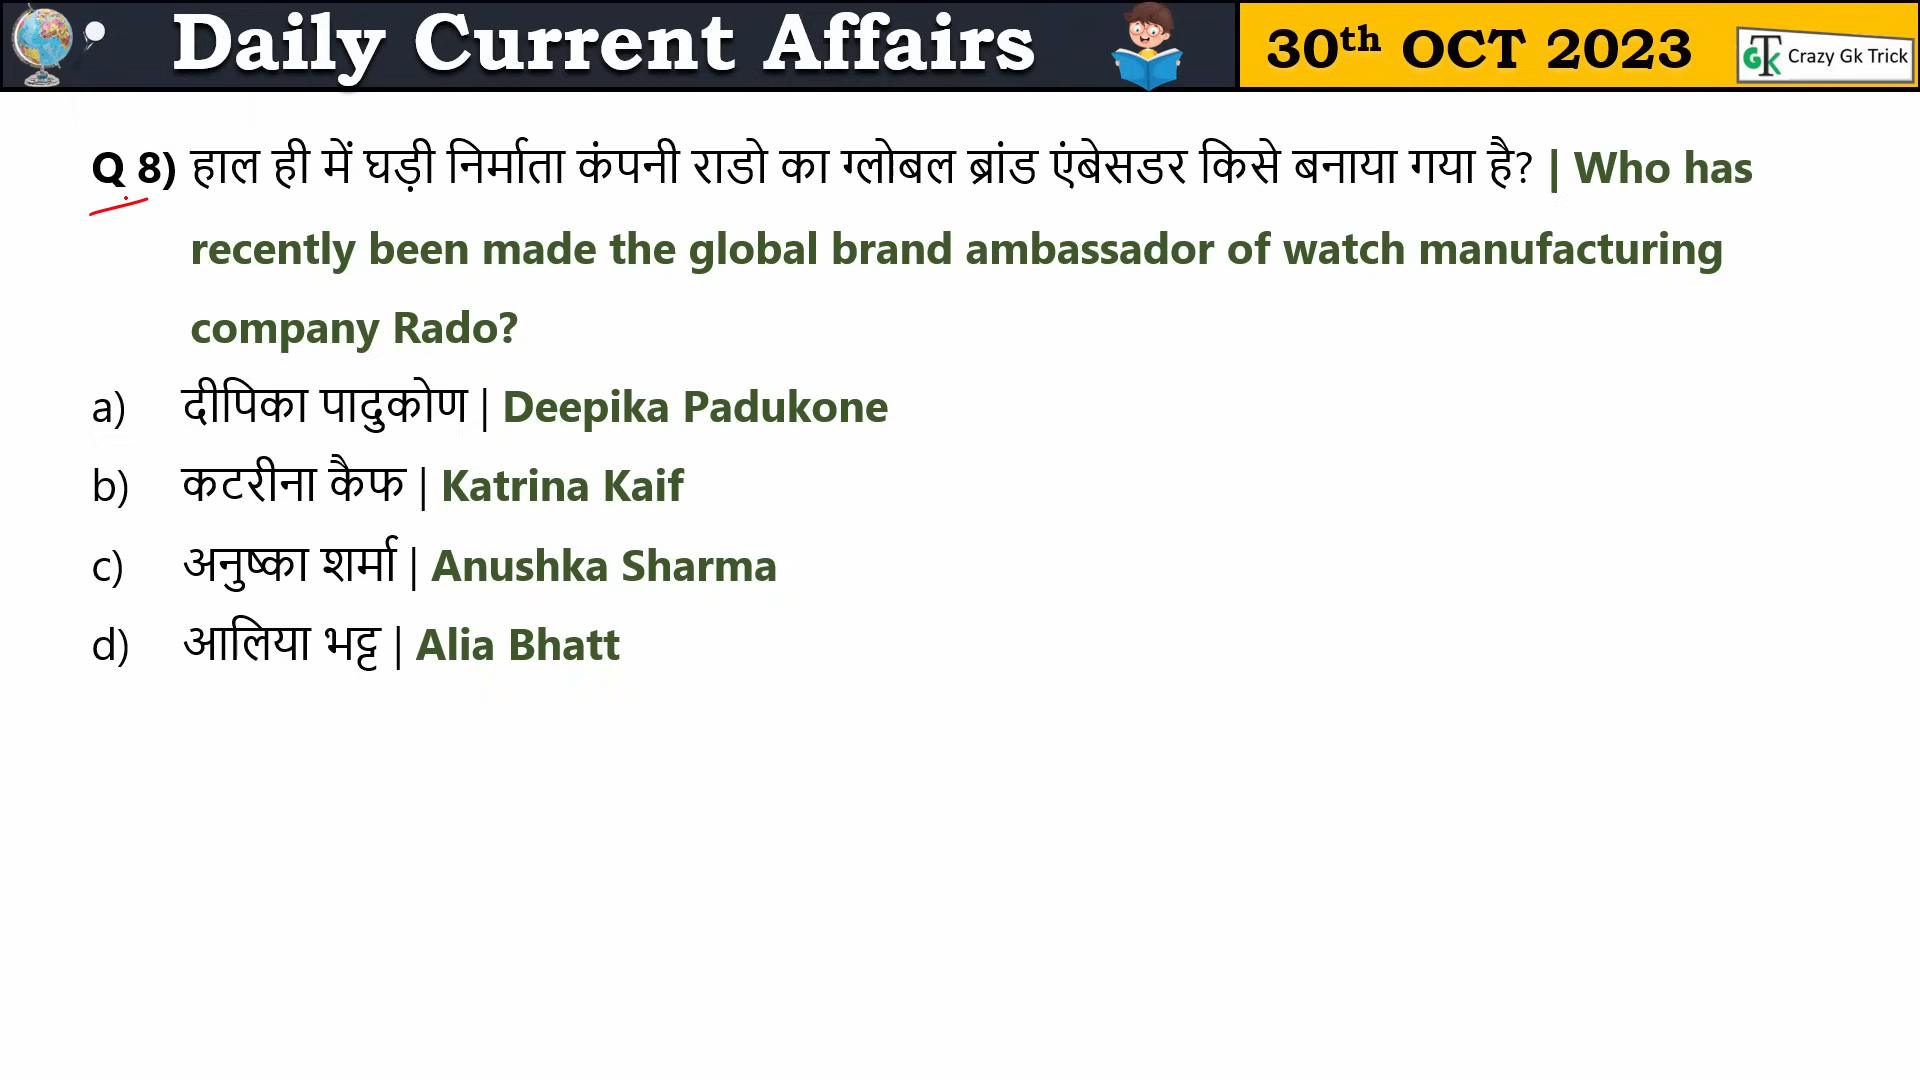 Daily Current Affairs
30th OCT 2023
GTK Crazy Gk Trick
Q 8) हाल ही में घड़ी निर्माता कंपनी राडो का ग्लोबल ब्रांड एंबेसडर किसे बनाया गया है? | Who has
recently been made the global brand ambassador of watch manufacturing
company Rado?
a) दीपिका पादुकोण | Deepika Padukone
b) कटरीना कैफ | Katrina Kaif
c) अनुष्का शर्मा | Anushka Sharma
d) आलिया भट्ट | Alia Bhatt